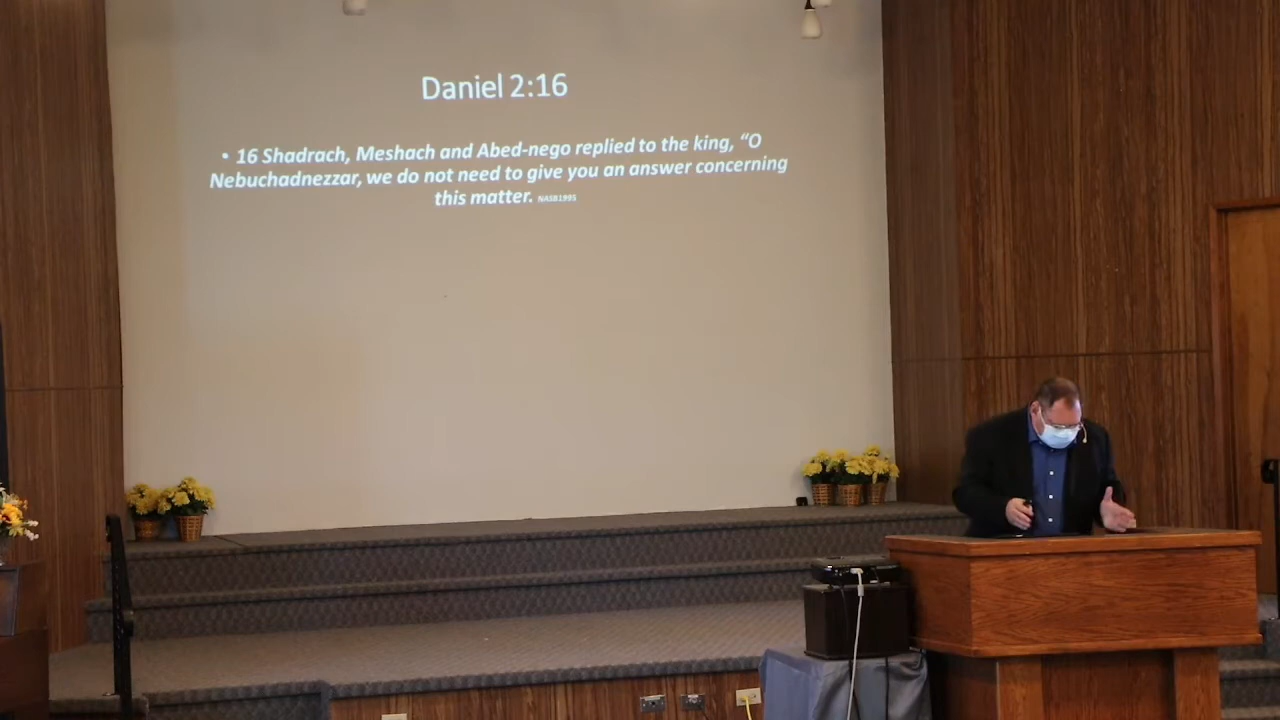 Daniel 2:16
• 16 Shadrach, Meshach and Abed-nego replied to the king, “O
Nebuchadnezzar, we do not need to give you an answer concerning
this matter. NASB1995